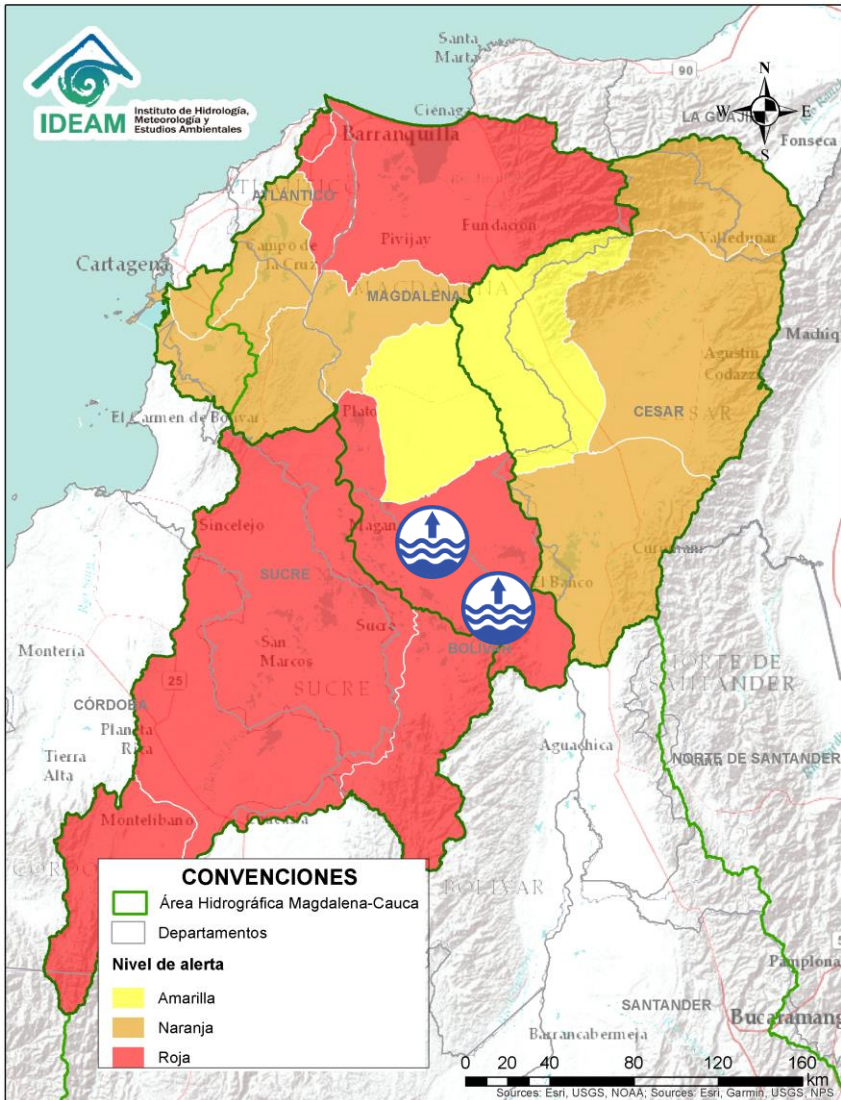 IDEAM
Instituto de Hidrología,
Meteorología y
Estudios Ambientales
Santa
Marta
Ciénaga
90
N
W
E
S
LA GUAJI
Fonseca
Barranquilla
ATLÁNTICO
Pivijay
Fundación
Valledupar
Cartagena
Campo de
la Cruz
MAGDALENA
Machiq
Agustín
Codazzi
CESAR
El Carmen de Bolívar
Plato
Sincelejo
Magan
SUCRE
El Banco
Sucre
San
Marcos
BOLÍVAR
SUCRE
Montería
25
CÓRDOBA
Planeta
Rica
Tierra
Alta
NORTE DE
SANTANDER
Aguachica
NORTE DE SANTANDER
Montelíbano
BOLÍVAR
CONVENCIONES
Área Hidrográfica Magdalena-Cauca
Departamentos
Nivel de alerta
Amarilla
Naranja
Roja
Pamplona
SANTANDER
Bucaramang
Barrancabermeja
0 20 40 80 120 160
km
Sources: Esri, USGS, NOAA; Sources: Esri, Garmin, USGS, NPS